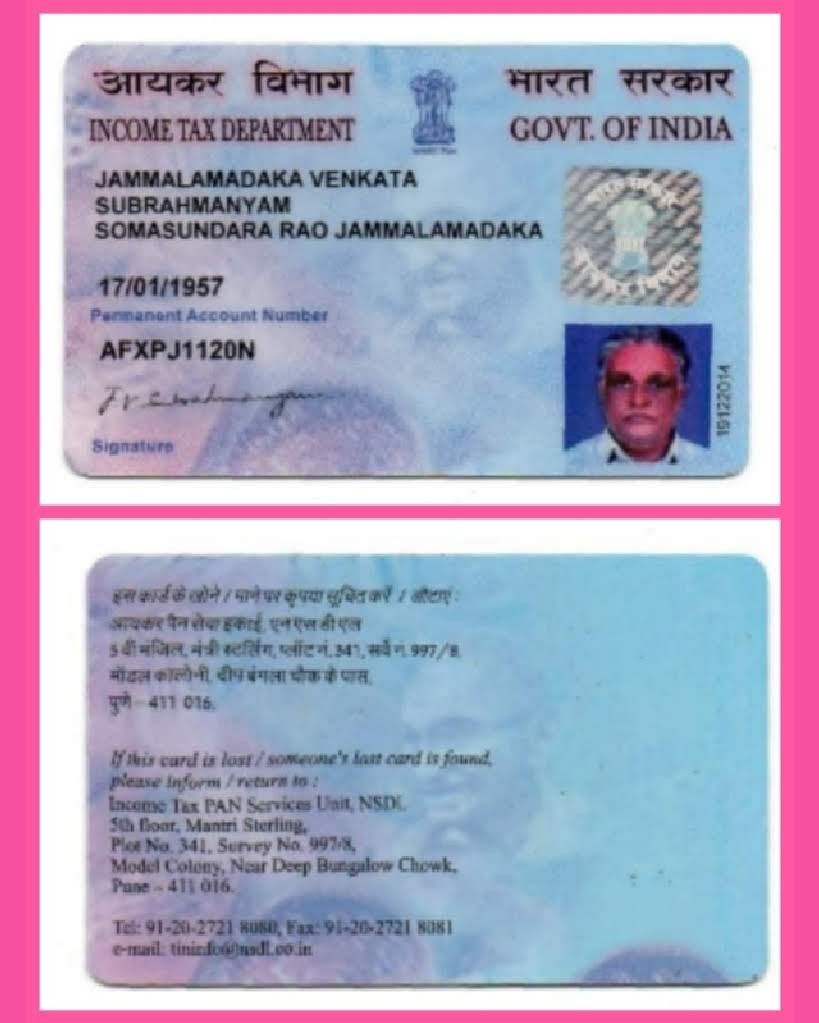 आयकर विभाग
INCOME TAX DEPARTMENT
भारत सरकार
GOVT. OF INDIA
JAMMALAMADAKA VENKATA
SUBRAHMANYAM
SOMASUNDARA RAO JAMMALAMADAKA
17/01/1957
Permanent Account Number
AFXPJ1120N
Signature
19122014
इस कार्ड के खोने / पाने पर कृपया सूचित करें / लौटाएं :
आयकर पैन सेवा इकाई, एन एस डी एल
5 वीं मंजिल, मंत्री स्टर्लिंग, प्लॉट नं. 341, सर्वे नं. 997/8,
मॉडल कालोनी, दीप बंगला चौक के पास,
पुणे – 411 016.
If this card is lost / someone's lost card is found,
please inform / return to :
Income Tax PAN Services Unit, NSDL
5th floor, Mantri Sterling,
Plot No. 341, Survey No. 997/8,
Model Colony, Near Deep Bungalow Chowk,
Pune – 411 016.
Tel: 91-20-2721 8080, Fax: 91-20-2721 8081
e-mail: tininfo@nsdl.co.in